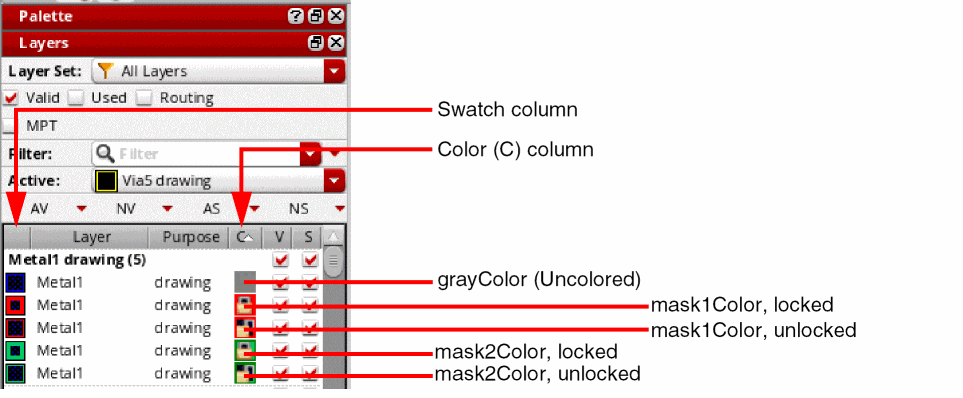 Palette
Layers
Layer Set: All Layers
Valid Used Routing
Swatch column
MPT
Filter: Filter
Color (C) column
Active: Via5 drawing
AV NV AS NS
Layer Purpose C V S
Metal1 drawing (5)
Metal1 drawing grayColor (Uncolored)
Metal1 drawing mask1Color, locked
Metal1 drawing mask1Color, unlocked
Metal1 drawing mask2Color, locked
Metal1 drawing mask2Color, unlocked